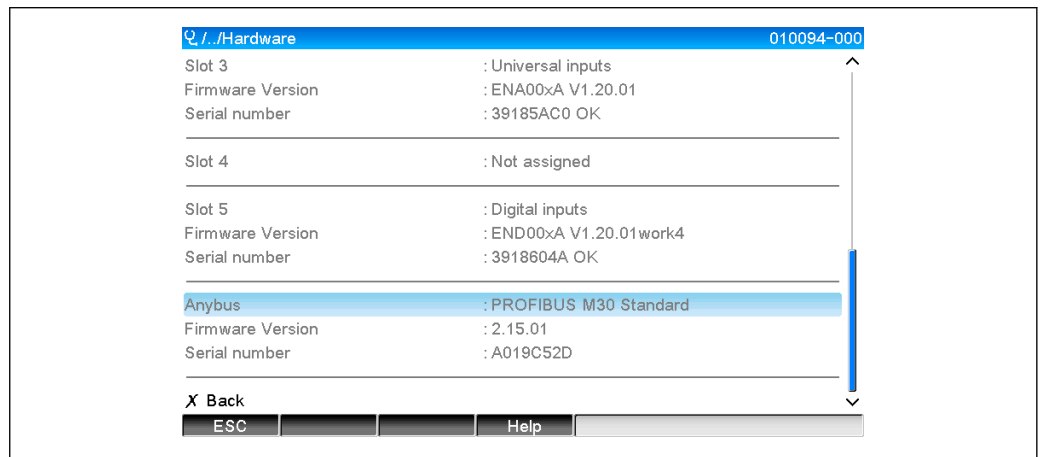 /../Hardware 010094-000
Slot 3 : Universal inputs
Firmware Version : ENA00xA V1.20.01
Serial number : 39185AC0 OK
Slot 4 : Not assigned
Slot 5 : Digital inputs
Firmware Version : END00xA V1.20.01work4
Serial number : 3918604A OK
Anybus : PROFIBUS M30 Standard
Firmware Version : 2.15.01
Serial number : A019C52D
X Back
ESC Help